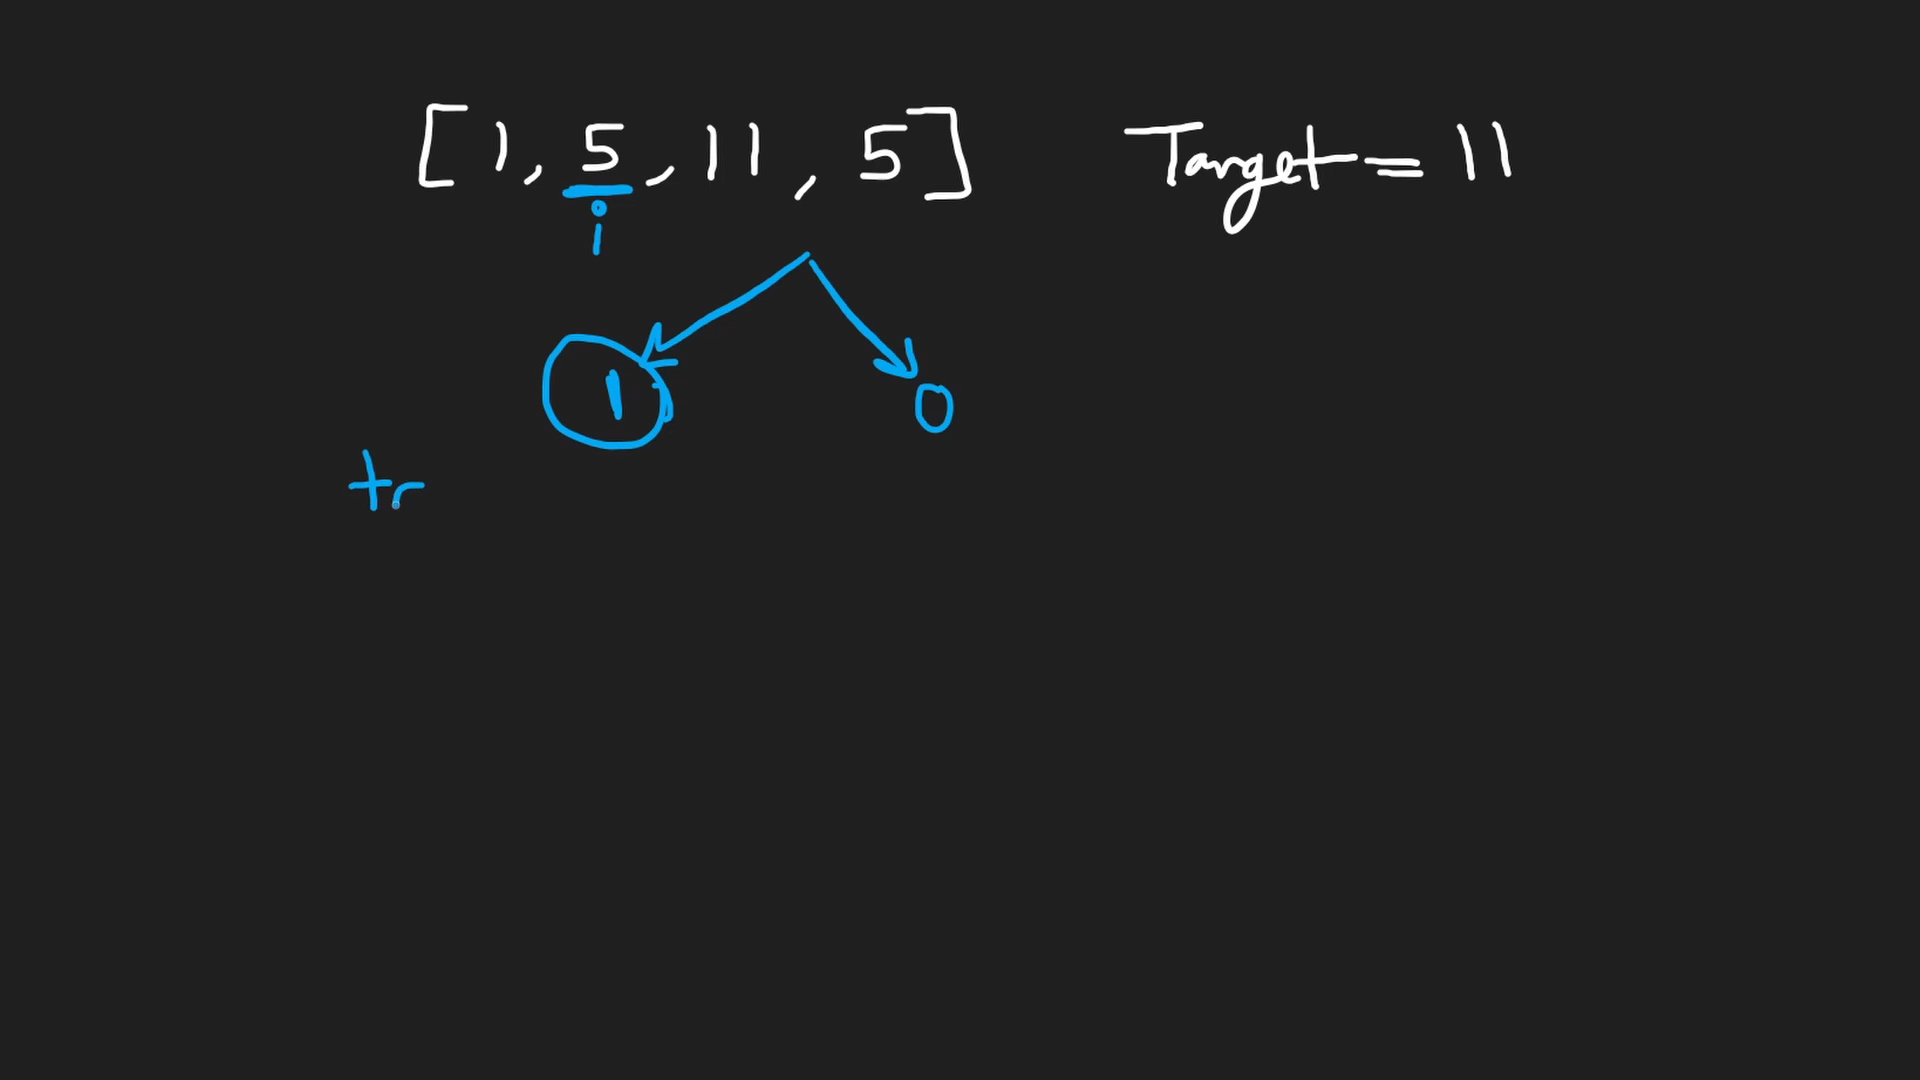 [1, 5, 11, 5] Target = 11
i
1 0
tr